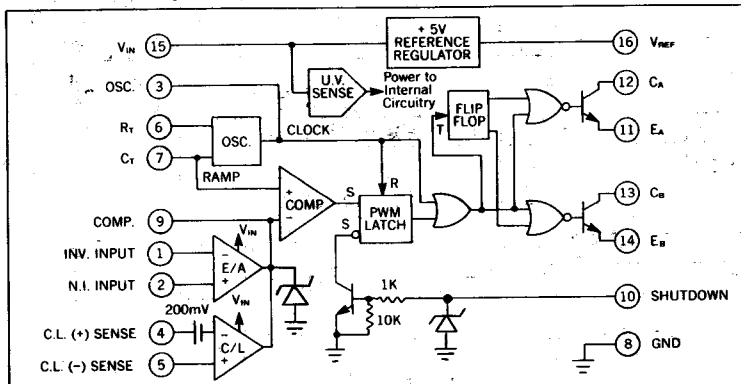 + 5V
REFERENCE
REGULATOR
V_IN 15
16 V_REF
OSC. 3
U.V.
SENSE
Power to
Internal
Circuitry
12 C_A
R_T 6
OSC.
CLOCK
T
FLIP
FLOP
11 E_A
C_T 7
RAMP
+
−
COMP
S
R
S
PWM
LATCH
13 C_B
COMP. 9
14 E_B
INV. INPUT 1
V_IN
−
E/A
+
N.I. INPUT 2
1K
10 SHUTDOWN
200mV
V_IN
10K
C.L. (+) SENSE 4
−
C/L
+
8 GND
C.L. (−) SENSE 5